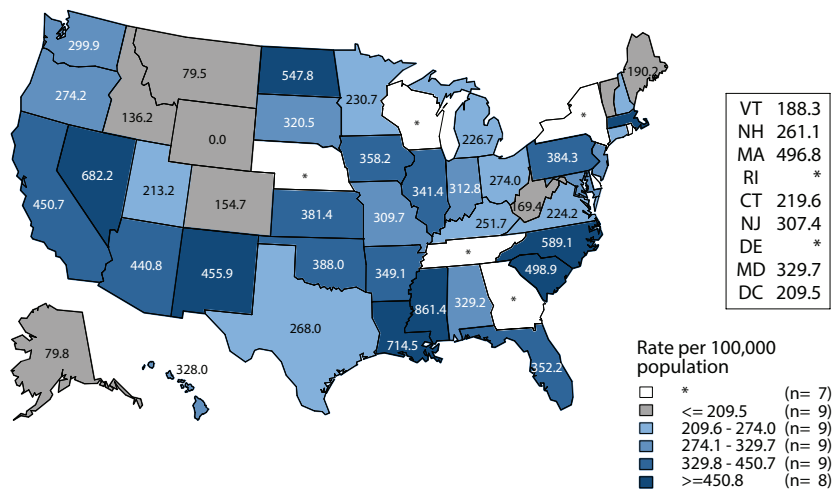 299.9
79.5
547.8
230.7
*
*
190.2
274.2
136.2
0.0
320.5
226.7
358.2
*
384.3
682.2
213.2
154.7
341.4
312.8
274.0
169.4
224.2
450.7
381.4
309.7
251.7
440.8
455.9
388.0
349.1
*
589.1
498.9
861.4
329.2
*
268.0
714.5
352.2
79.8
328.0
VT 188.3
NH 261.1
MA 496.8
RI *
CT 219.6
NJ 307.4
DE *
MD 329.7
DC 209.5
Rate per 100,000
population
* (n= 7)
<= 209.5 (n= 9)
209.6 - 274.0 (n= 9)
274.1 - 329.7 (n= 9)
329.8 - 450.7 (n= 9)
>=450.8 (n= 8)